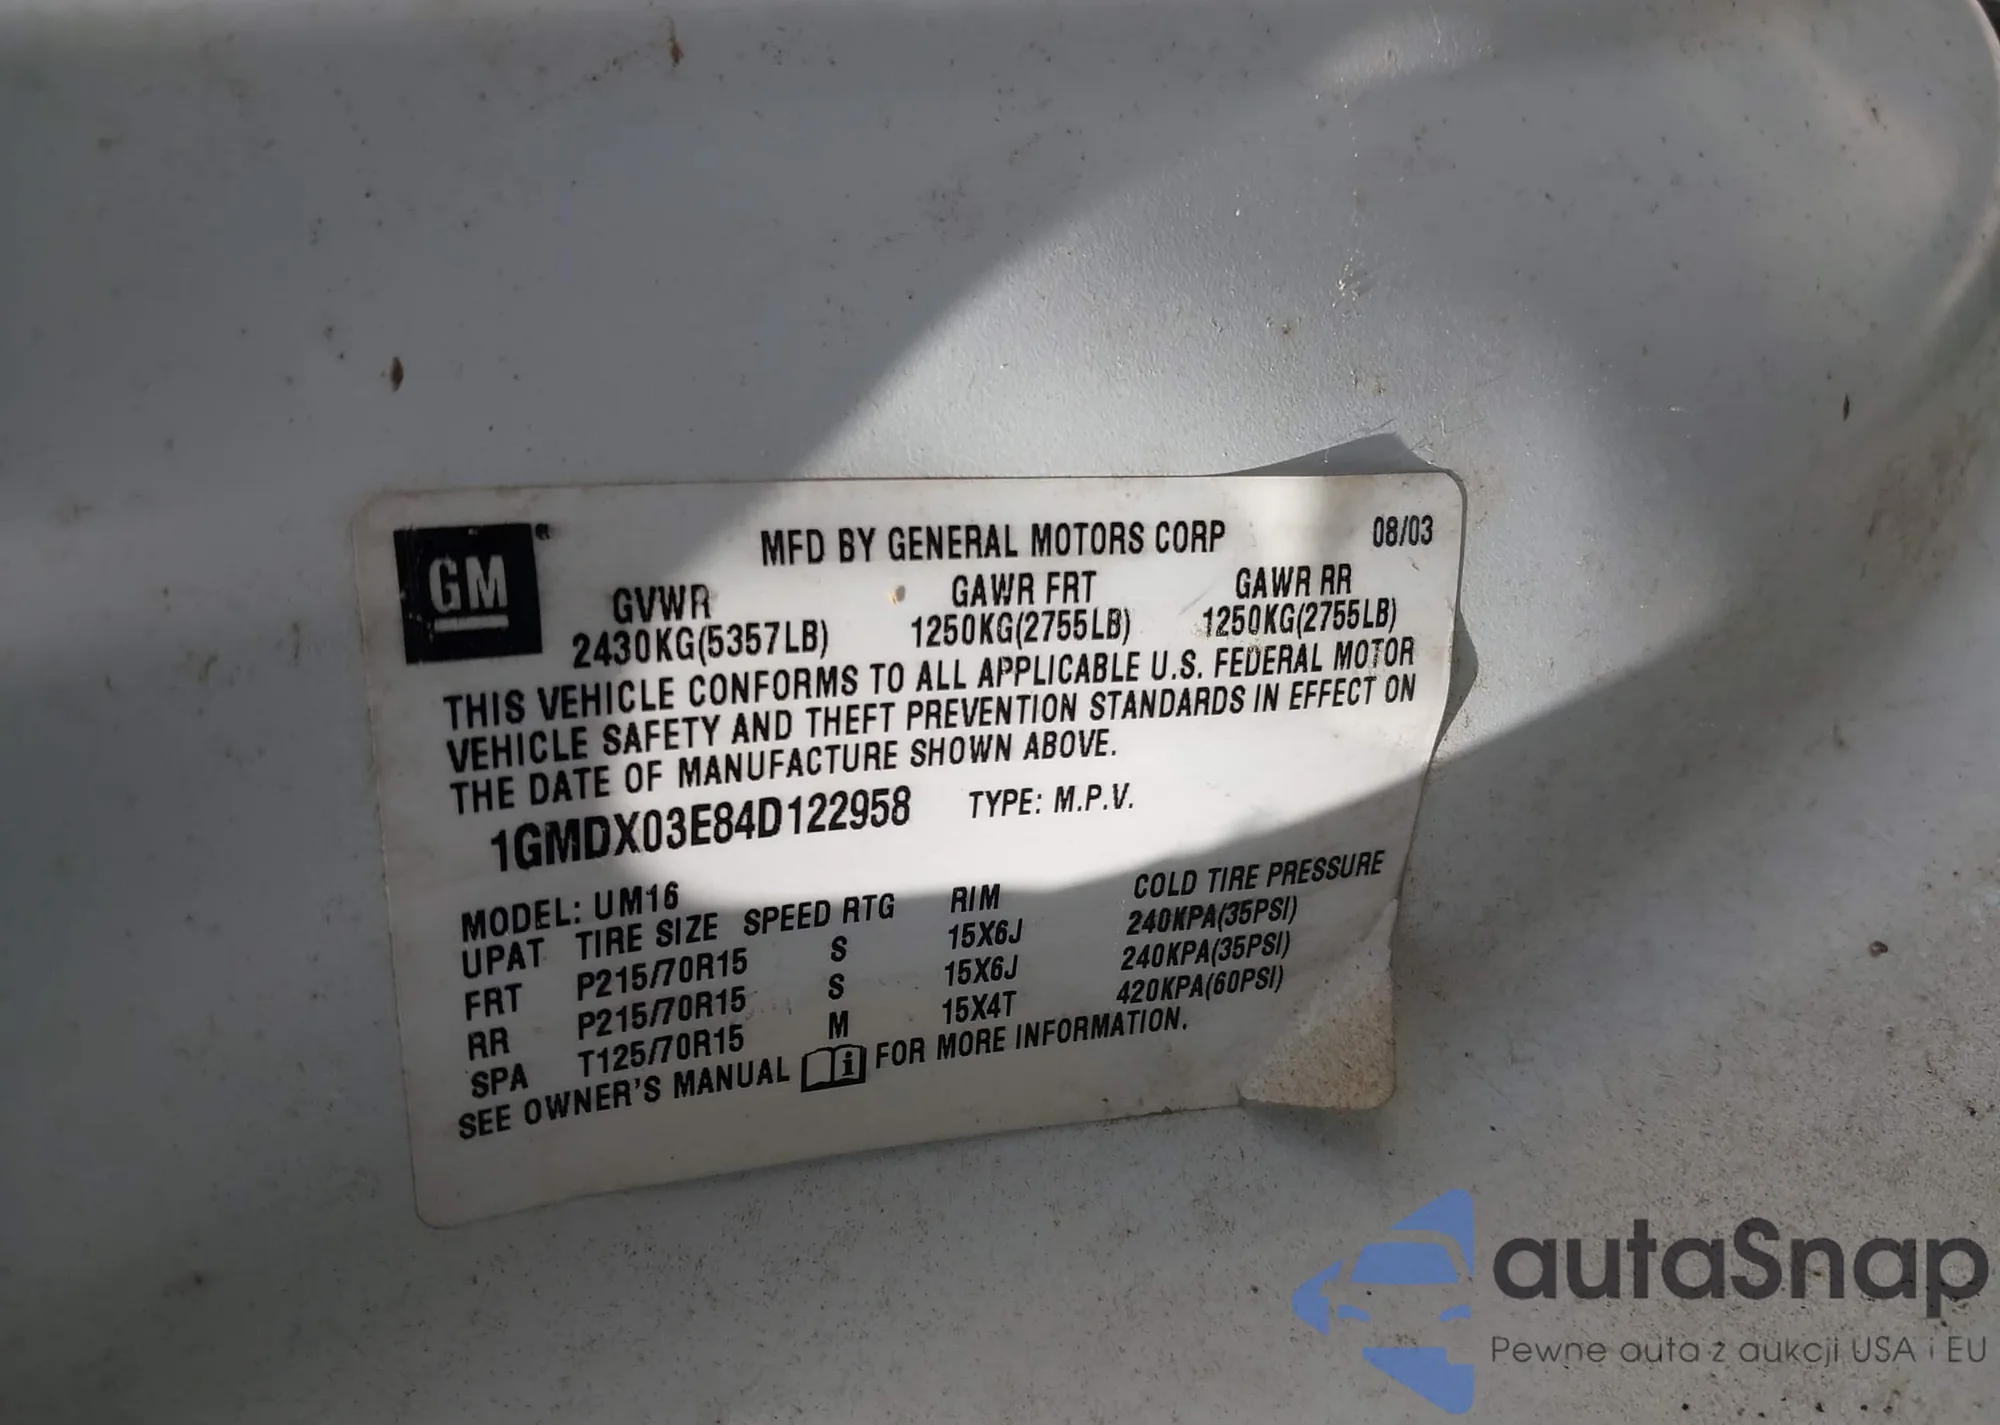 GM®
MFD BY GENERAL MOTORS CORP 08/03
GVWR GAWR FRT GAWR RR
2430KG(5357LB) 1250KG(2755LB) 1250KG(2755LB)
THIS VEHICLE CONFORMS TO ALL APPLICABLE U.S. FEDERAL MOTOR
VEHICLE SAFETY AND THEFT PREVENTION STANDARDS IN EFFECT ON
THE DATE OF MANUFACTURE SHOWN ABOVE.
1GMDX03E84D122958 TYPE: M.P.V.
MODEL: UM16
UPAT TIRE SIZE SPEED RTG RIM COLD TIRE PRESSURE
FRT P215/70R15 S 15X6J 240KPA(35PSI)
RR P215/70R15 S 15X6J 240KPA(35PSI)
SPA T125/70R15 M 15X4T 420KPA(60PSI)
SEE OWNER'S MANUAL i FOR MORE INFORMATION.
autaSnap
Pewne auta z aukcji USA i EU